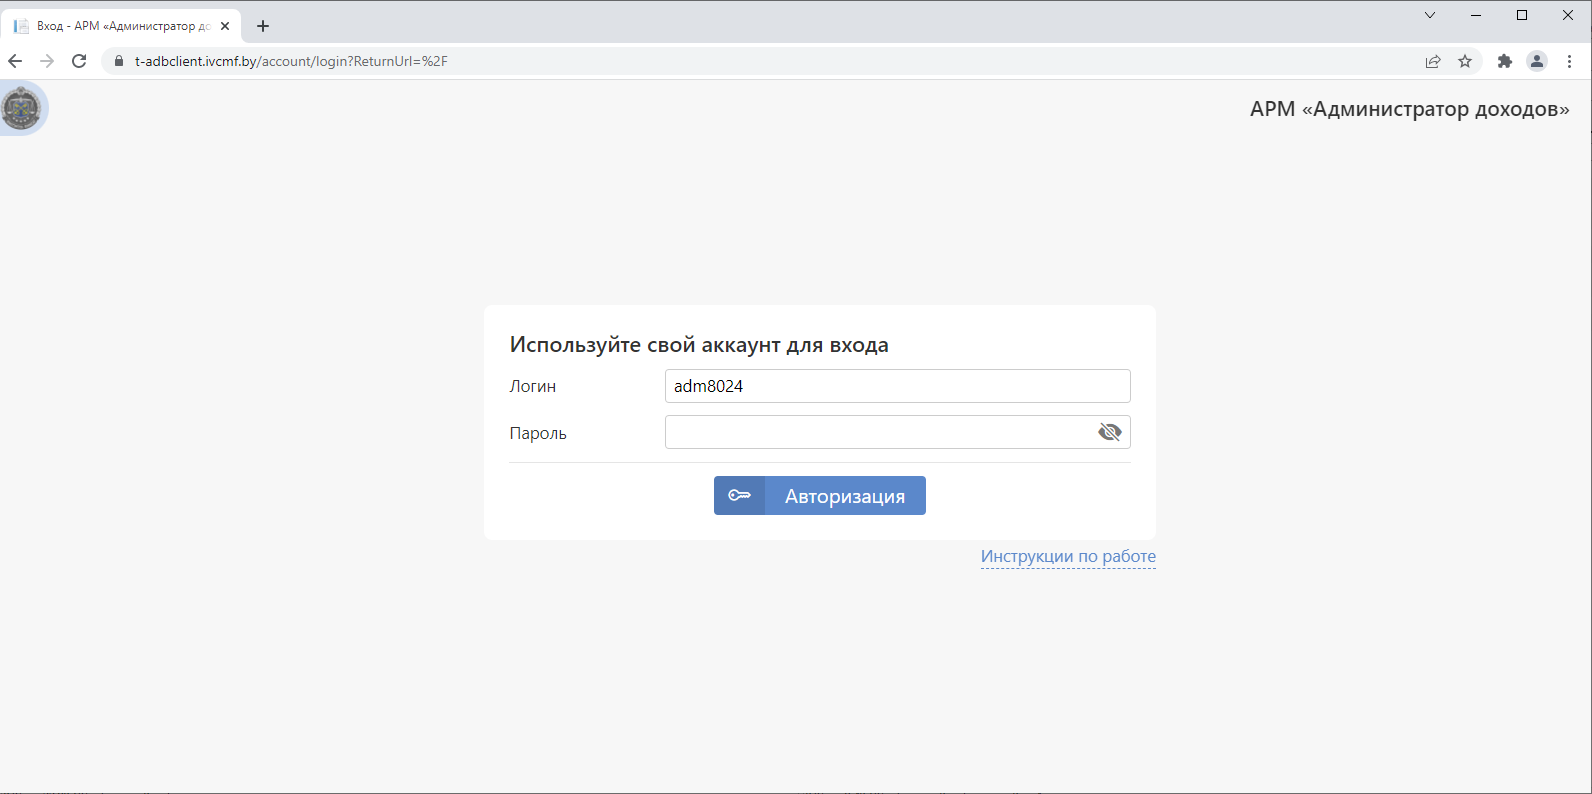 Вход - АРМ «Администратор до
t-adbclient.ivcmf.by/account/login?ReturnUrl=%2F
АРМ «Администратор доходов»
Используйте свой аккаунт для входа
Логин
adm8024
Пароль
Авторизация
Инструкции по работе